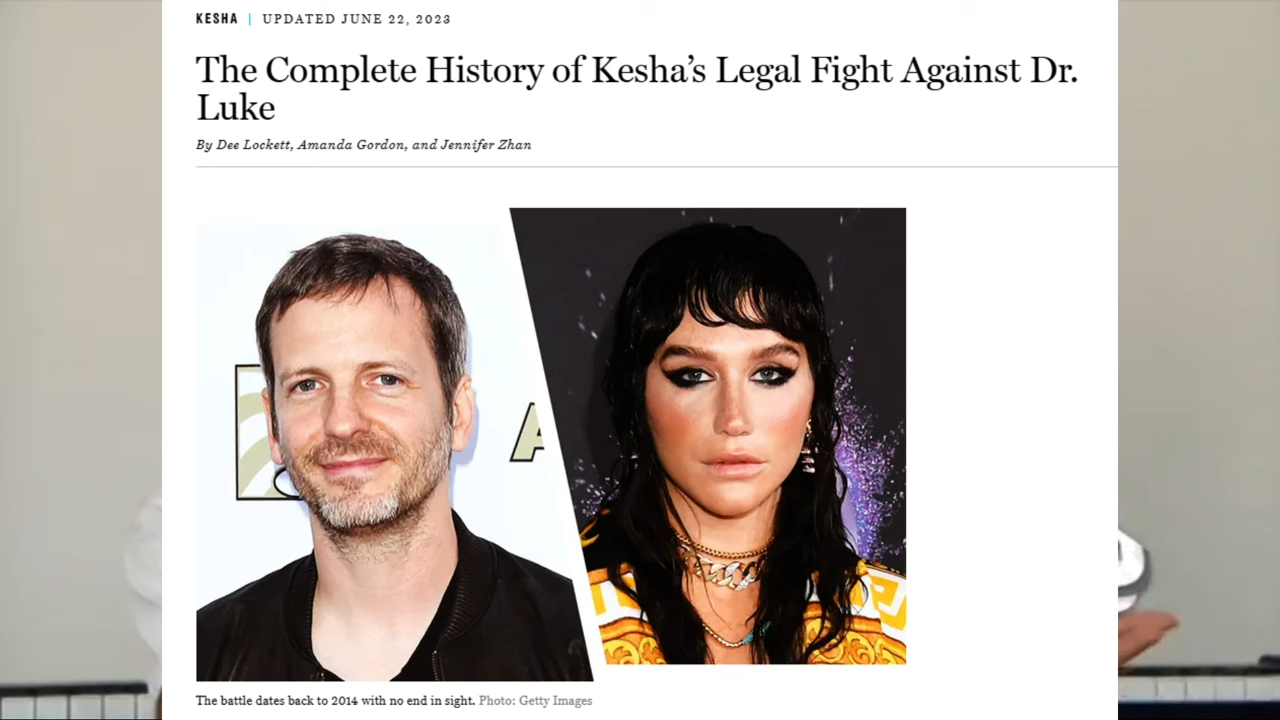 KESHA | UPDATED JUNE 22, 2023
The Complete History of Kesha’s Legal Fight Against Dr.
Luke
By Dee Lockett, Amanda Gordon, and Jennifer Zhan
A
The battle dates back to 2014 with no end in sight. Photo: Getty Images